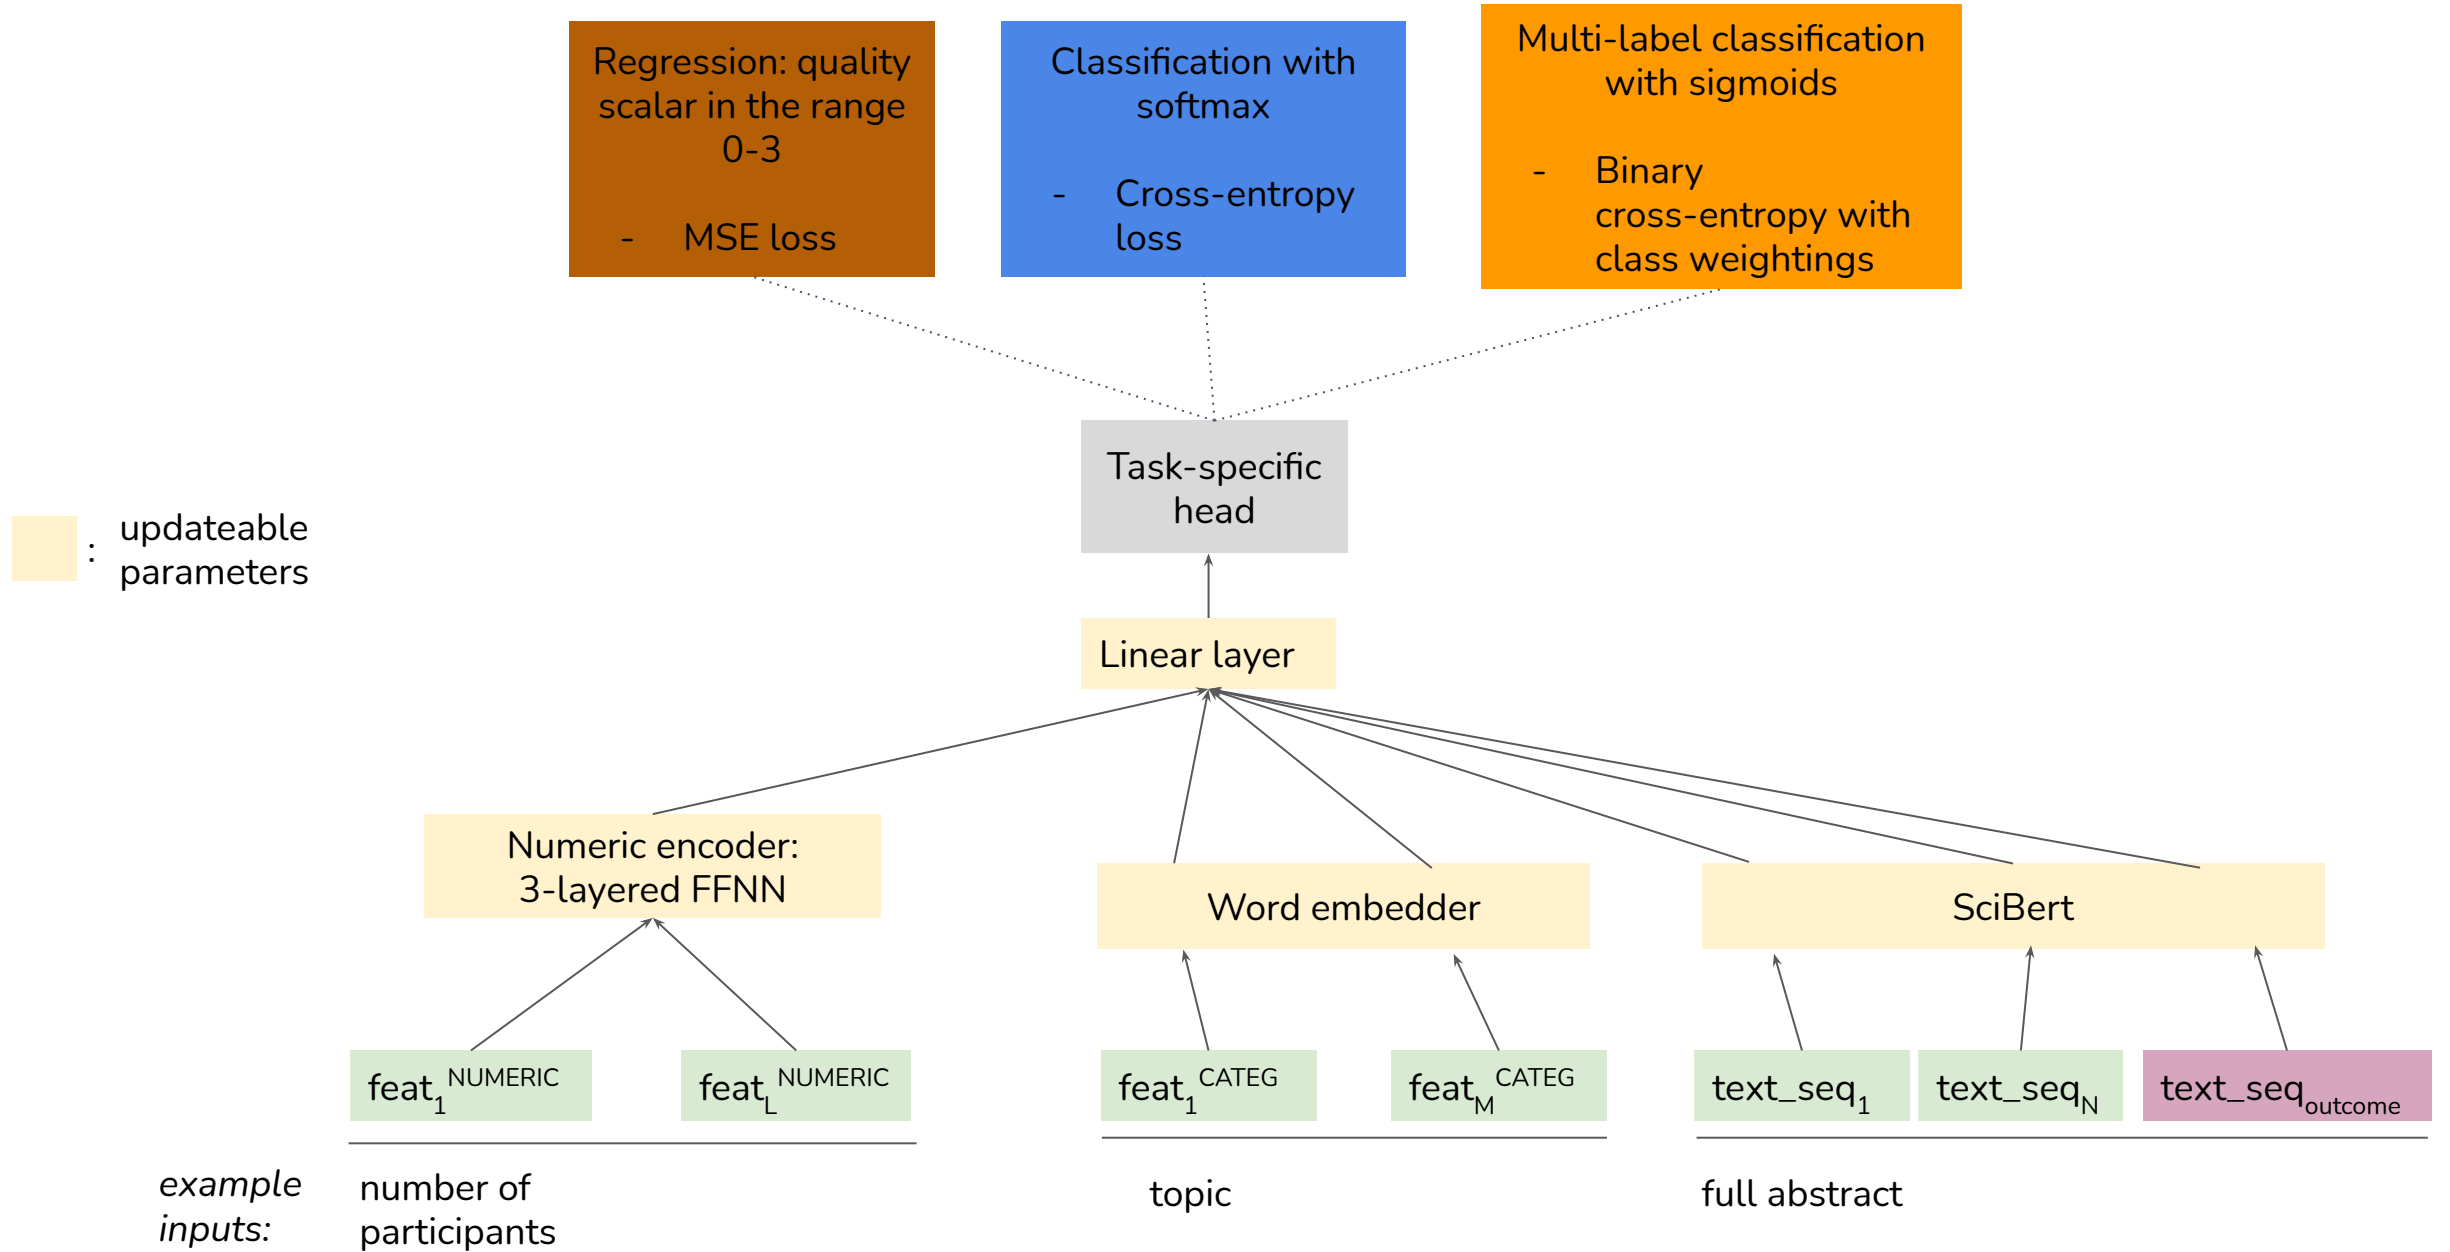 Regression: quality
scalar in the range
0-3
- MSE loss
Classification with
softmax
- Cross-entropy
loss
Multi-label classification
with sigmoids
- Binary
cross-entropy with
class weightings
Task-specific
head
: updateable
parameters
Linear layer
Numeric encoder:
3-layered FFNN
Word embedder
SciBert
feat1NUMERIC
featLNUMERIC
feat1CATEG
featMCATEG
text_seq1
text_seqN
text_seqoutcome
example
inputs:
number of
participants
topic
full abstract